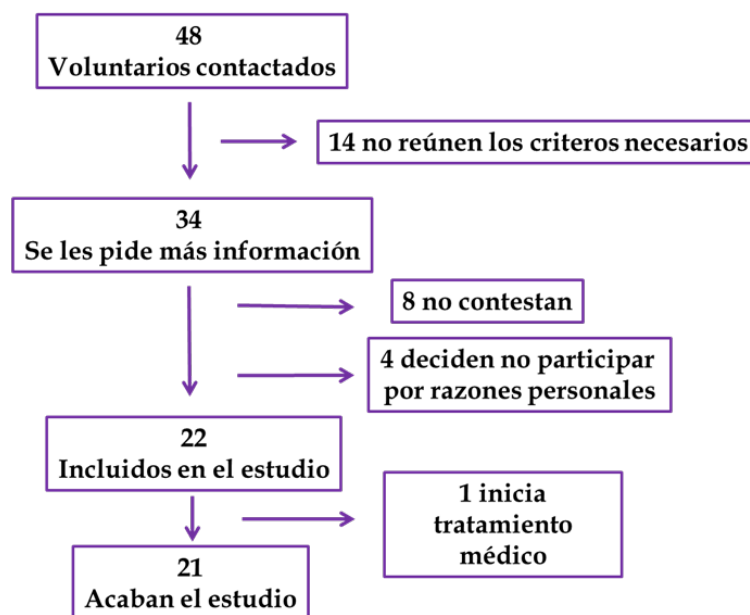 48
Voluntarios contactados
14 no reúnen los criteros necesarios
34
Se les pide más información
8 no contestan
4 deciden no participar
por razones personales
22
Incluidos en el estudio
1 inicia
tratamiento
médico
21
Acaban el estudio